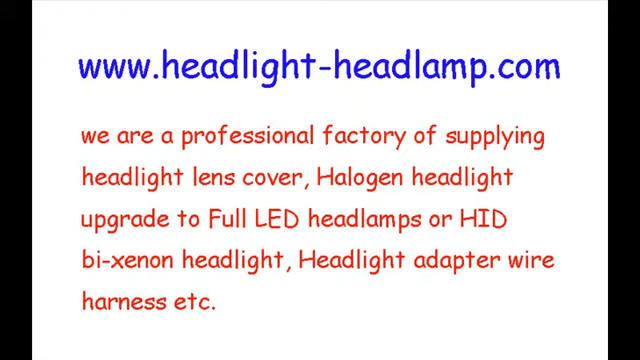 www.headlight-headlamp.com
we are a professional factory of supplying
headlight lens cover, Halogen headlight
upgrade to Full LED headlamps or HID
bi-xenon headlight, Headlight adapter wire
harness etc.